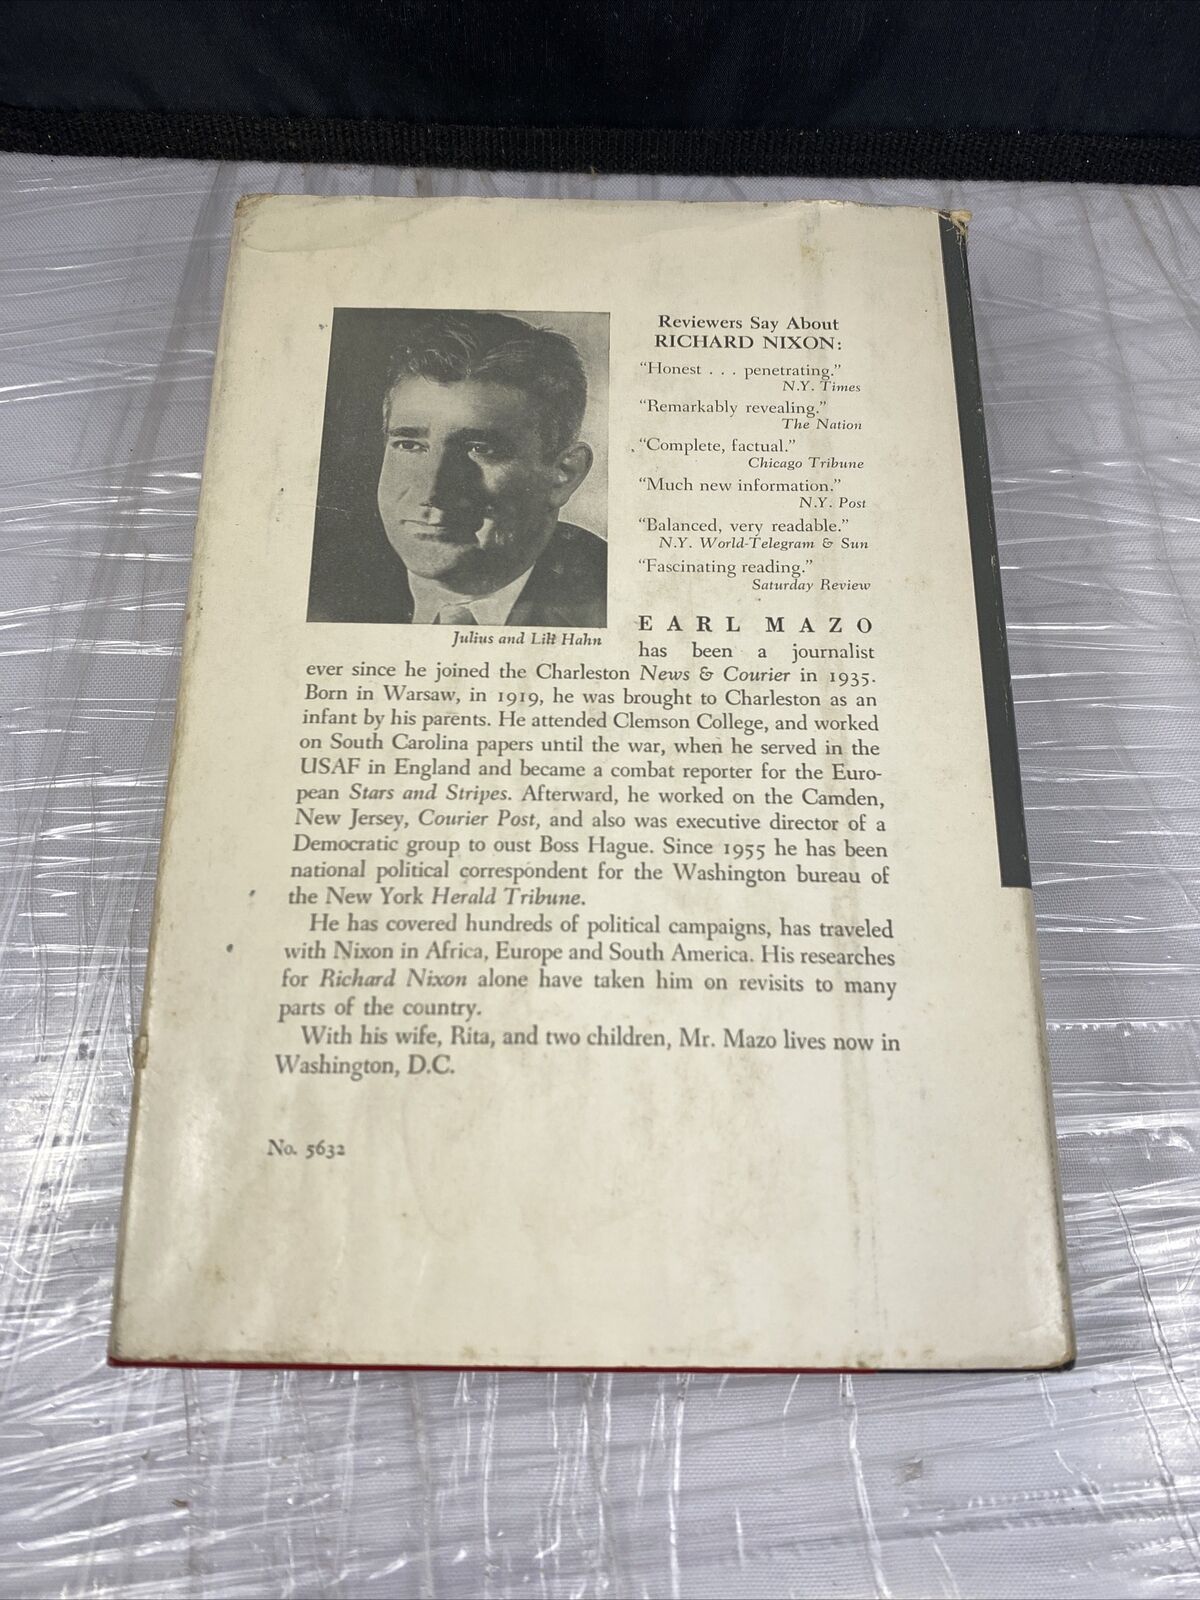 Reviewers Say About
RICHARD NIXON:
“Honest . . . penetrating.”
N.Y. Times
“Remarkably revealing.”
The Nation
“Complete, factual.”
Chicago Tribune
“Much new information.”
N.Y. Post
“Balanced, very readable.”
N.Y. World-Telegram & Sun
“Fascinating reading.”
Saturday Review
Julius and Lili Hahn
EARL MAZO
has been a journalist
ever since he joined the Charleston News & Courier in 1935.
Born in Warsaw, in 1919, he was brought to Charleston as an
infant by his parents. He attended Clemson College, and worked
on South Carolina papers until the war, when he served in the
USAF in England and became a combat reporter for the Euro-
pean Stars and Stripes. Afterward, he worked on the Camden,
New Jersey, Courier Post, and also was executive director of a
Democratic group to oust Boss Hague. Since 1955 he has been
national political correspondent for the Washington bureau of
the New York Herald Tribune.
He has covered hundreds of political campaigns, has traveled
with Nixon in Africa, Europe and South America. His researches
for Richard Nixon alone have taken him on revisits to many
parts of the country.
With his wife, Rita, and two children, Mr. Mazo lives now in
Washington, D.C.
No. 5632